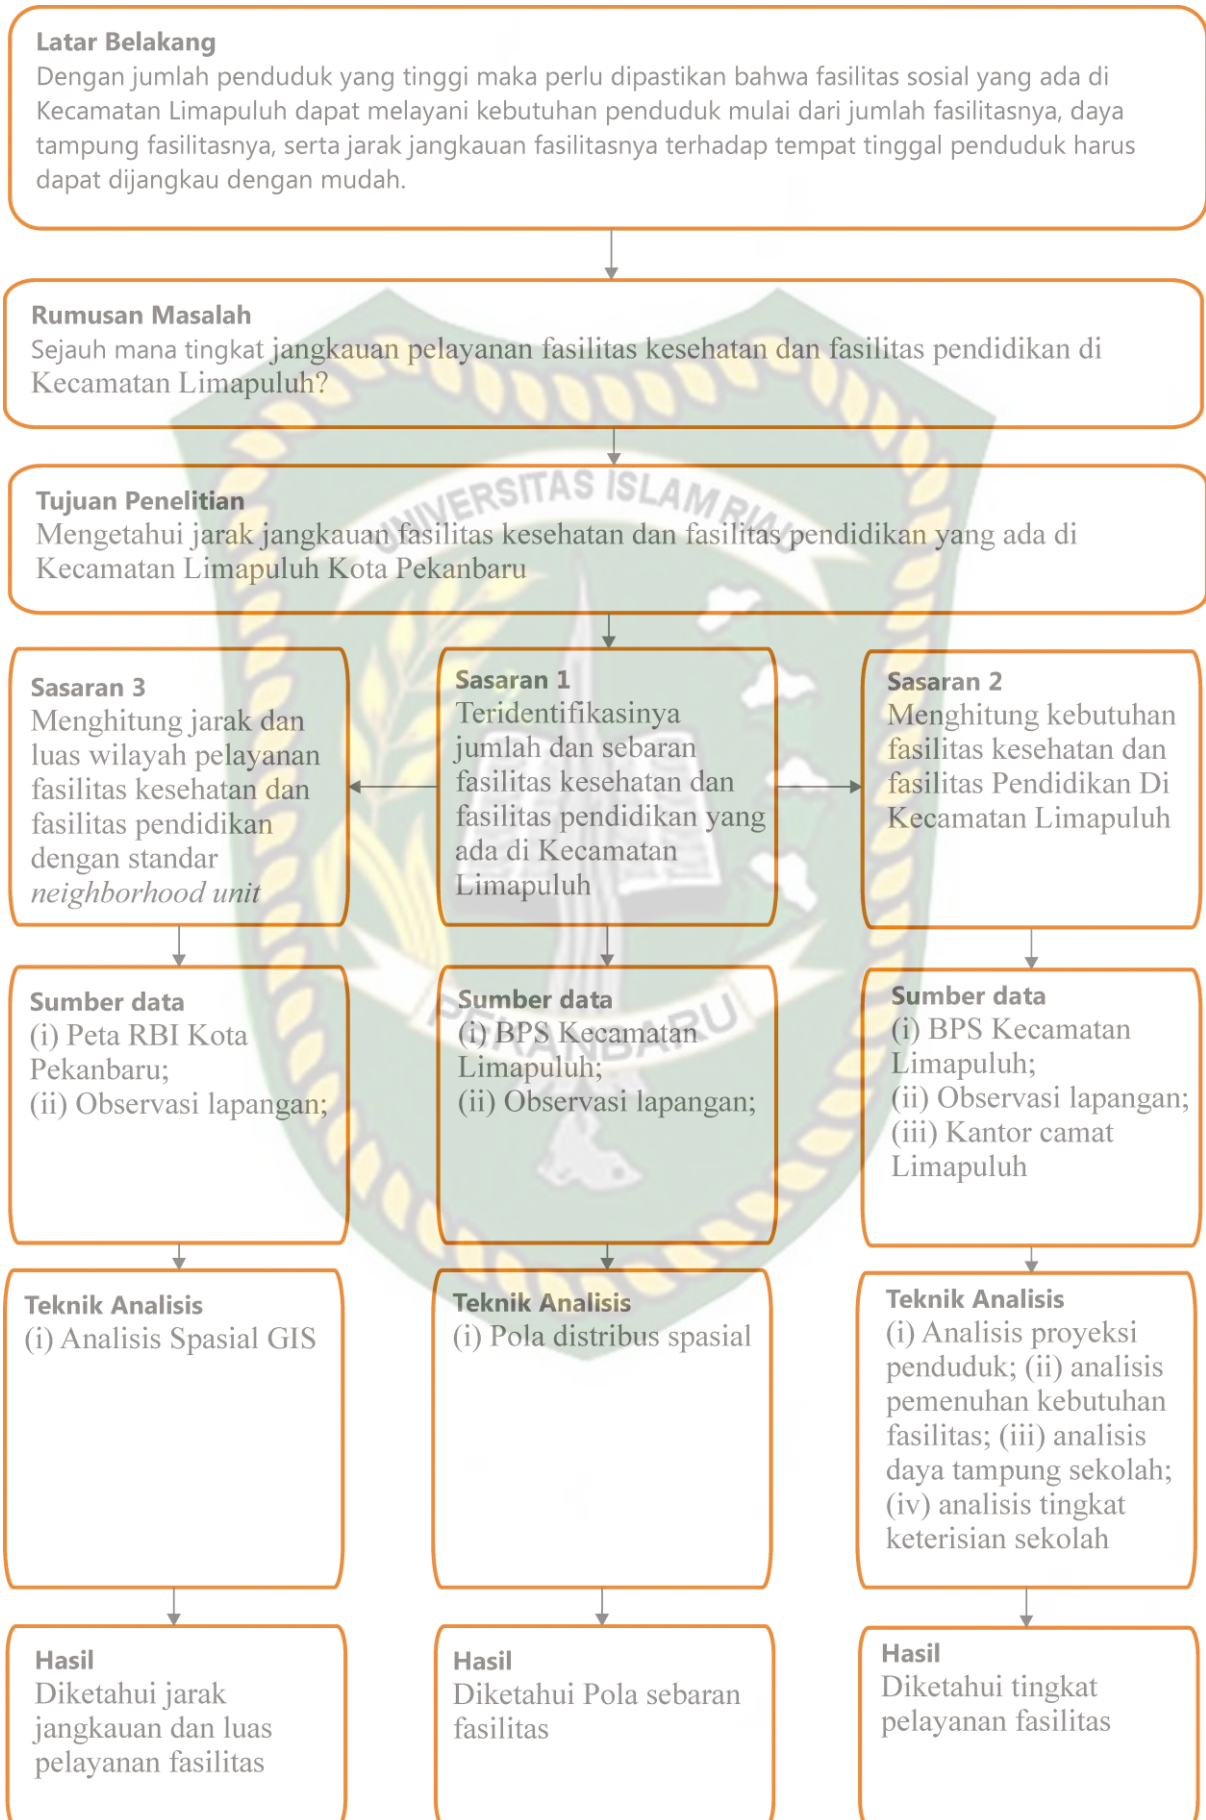 Latar Belakang
Dengan jumlah penduduk yang tinggi maka perlu dipastikan bahwa fasilitas sosial yang ada di
Kecamatan Limapuluh dapat melayani kebutuhan penduduk mulai dari jumlah fasilitasnya, daya
tampung fasilitasnya, serta jarak jangkauan fasilitasnya terhadap tempat tinggal penduduk harus
dapat dijangkau dengan mudah.
Rumusan Masalah
Sejauh mana tingkat jangkauan pelayanan fasilitas kesehatan dan fasilitas pendidikan di
Kecamatan Limapuluh?
UNIVERSITAS ISLAM RIAU
Tujuan Penelitian
Mengetahui jarak jangkauan fasilitas kesehatan dan fasilitas pendidikan yang ada di
Kecamatan Limapuluh Kota Pekanbaru
Sasaran 3
Menghitung jarak dan
luas wilayah pelayanan
fasilitas kesehatan dan
fasilitas pendidikan
dengan standar
neighborhood unit
Sasaran 1
Teridentifikasinya
jumlah dan sebaran
fasilitas kesehatan dan
fasilitas pendidikan yang
ada di Kecamatan
Limapuluh
Sasaran 2
Menghitung kebutuhan
fasilitas kesehatan dan
fasilitas Pendidikan Di
Kecamatan Limapuluh
Sumber data
(i) Peta RBI Kota
Pekanbaru;
(ii) Observasi lapangan;
Sumber data
(i) BPS Kecamatan
Limapuluh;
(ii) Observasi lapangan;
PEKANBARU
Sumber data
(i) BPS Kecamatan
Limapuluh;
(ii) Observasi lapangan;
(iii) Kantor camat
Limapuluh
Teknik Analisis
(i) Analisis Spasial GIS
Teknik Analisis
(i) Pola distribus spasial
Teknik Analisis
(i) Analisis proyeksi
penduduk; (ii) analisis
pemenuhan kebutuhan
fasilitas; (iii) analisis
daya tampung sekolah;
(iv) analisis tingkat
keterisian sekolah
Hasil
Diketahui jarak
jangkauan dan luas
pelayanan fasilitas
Hasil
Diketahui Pola sebaran
fasilitas
Hasil
Diketahui tingkat
pelayanan fasilitas